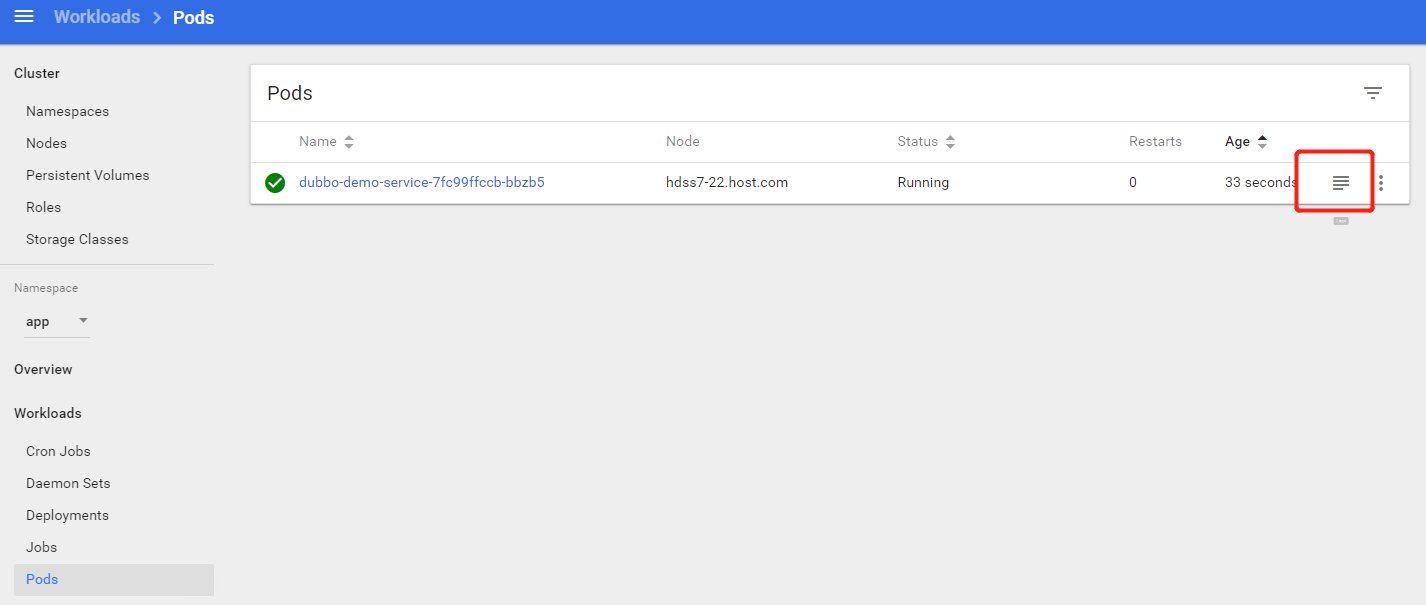 Workloads > Pods
Cluster
Namespaces
Nodes
Persistent Volumes
Roles
Storage Classes
Namespace
app
Overview
Workloads
Cron Jobs
Daemon Sets
Deployments
Jobs
Pods
Pods
Name Node Status Restarts Age
dubbo-demo-service-7fc99ffccb-bbzb5 hdss7-22.host.com Running 0 33 seconds